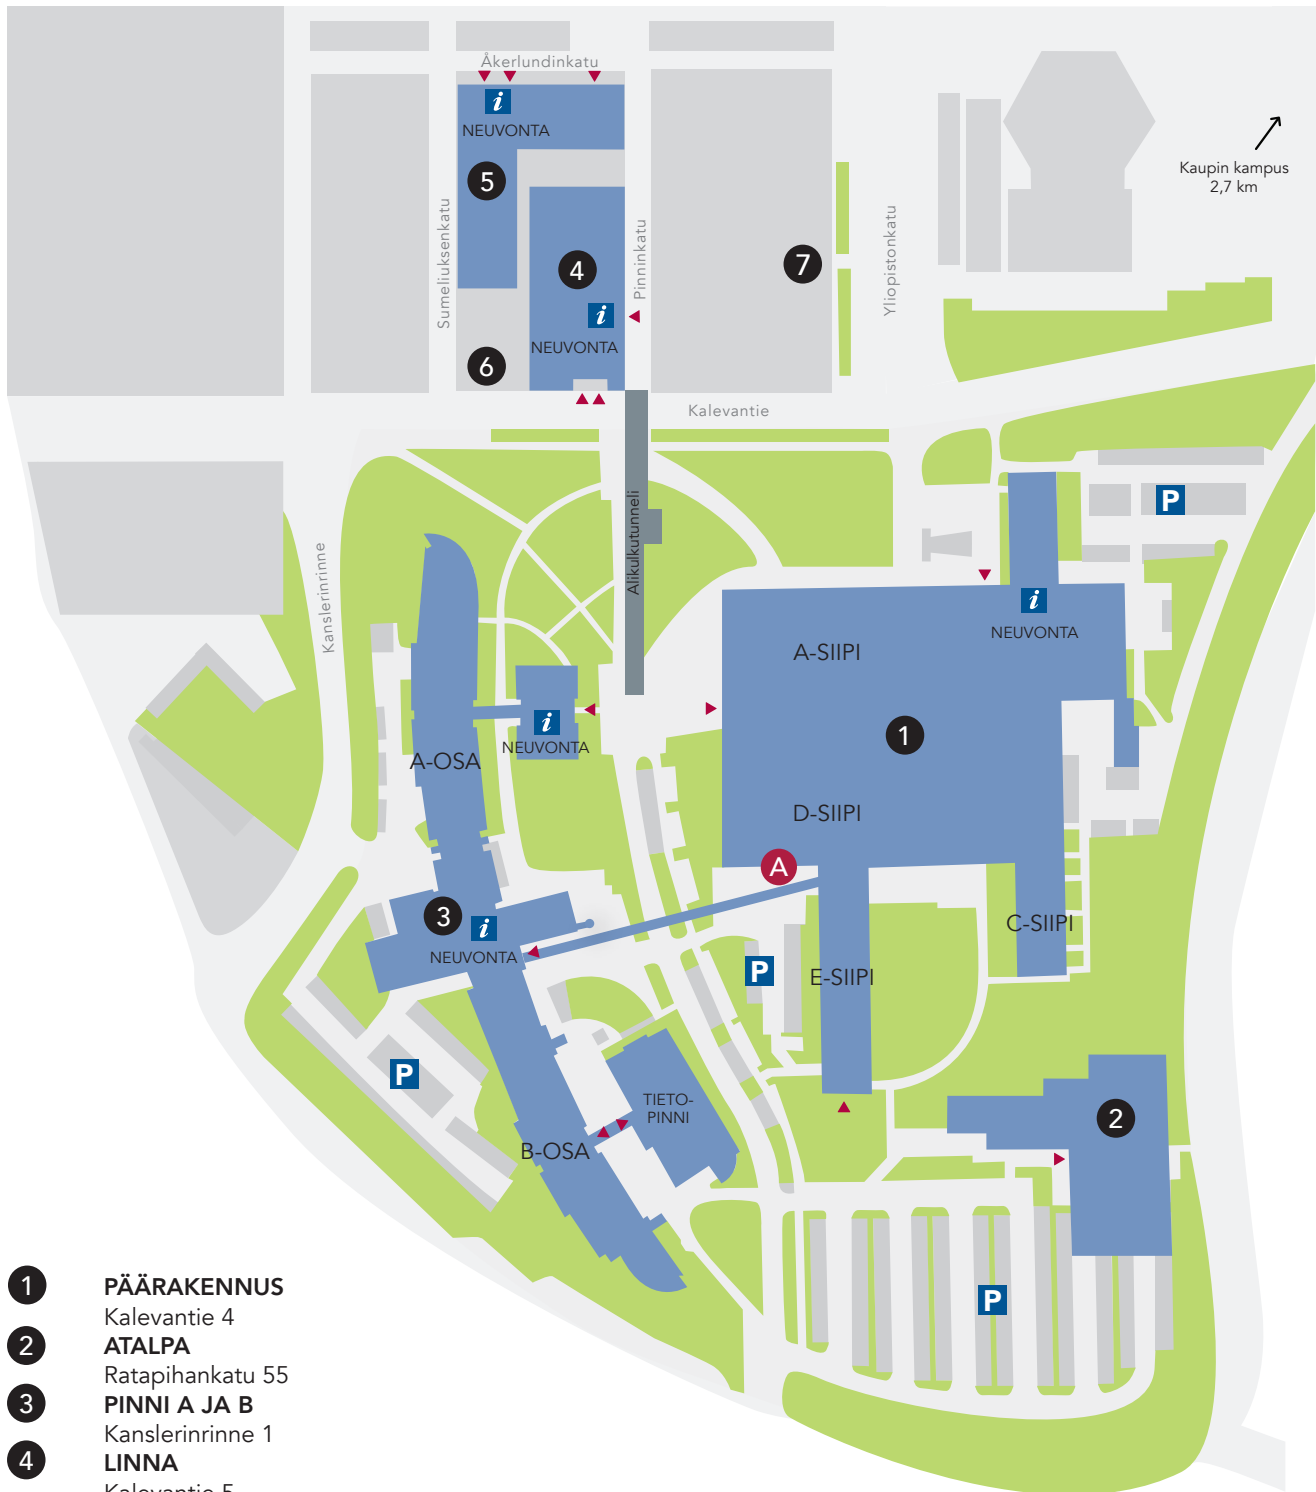 Åkerlundinkatu
i
NEUVONTA
5
Sumeliuksenkatu
4
Pinninkatu
i
NEUVONTA
6
7
Yliopistonkatu
Kaupin kampus
2,7 km
Kalevantie
Kanslerinrinne
Alikulkutunneli
P
i
NEUVONTA
A-SIIPI
i
NEUVONTA
A-OSA
1
D-SIIPI
A
3
i
NEUVONTA
C-SIIPI
P
E-SIIPI
P
TIETO-
PINNI
B-OSA
2
P
1 PÄÄRAKENNUS
Kalevantie 4
2 ATALPA
Ratapihankatu 55
3 PINNI A JA B
Kanslerinrinne 1
4 LINNA
Kalevantie 5